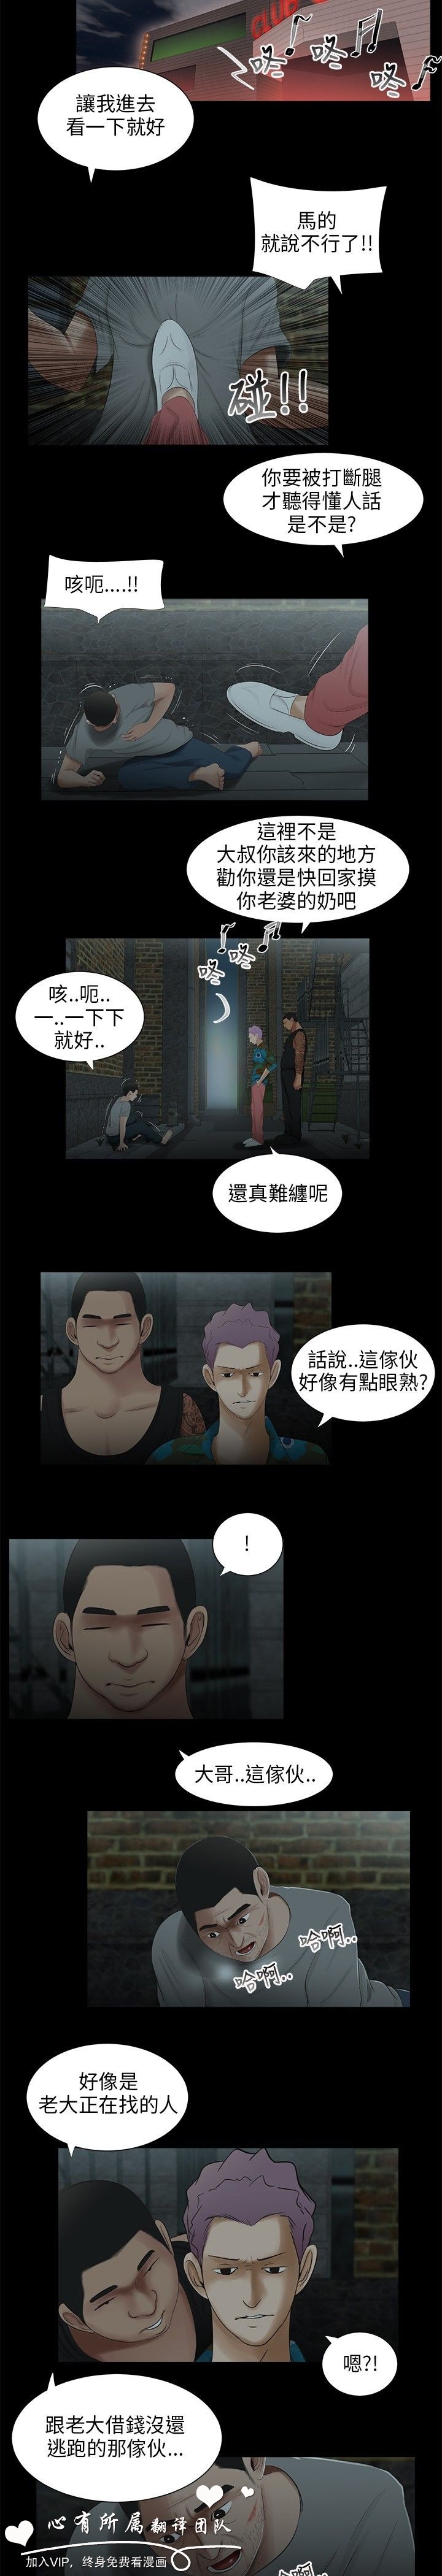 CLUB
咚 咚 咚
讓我進去
看一下就好
馬的
就說不行了!!
碰!!
你要被打斷腿
才聽得懂人話
是不是?
咳呃....!!
這裡不是
大叔你該來的地方
勸你還是快回家摸
你老婆的奶吧
咚 咚
咳..呃..
一..一下下
就好..
還真難纏呢
話說..這傢伙
好像有點眼熟?
!
大哥..這傢伙..
哈啊..
哈啊..
好像是
老大正在找的人
嗯?!
跟老大借錢沒還
逃跑的那傢伙...
心有所属翻译团队
加入VIP，终身免费看漫画